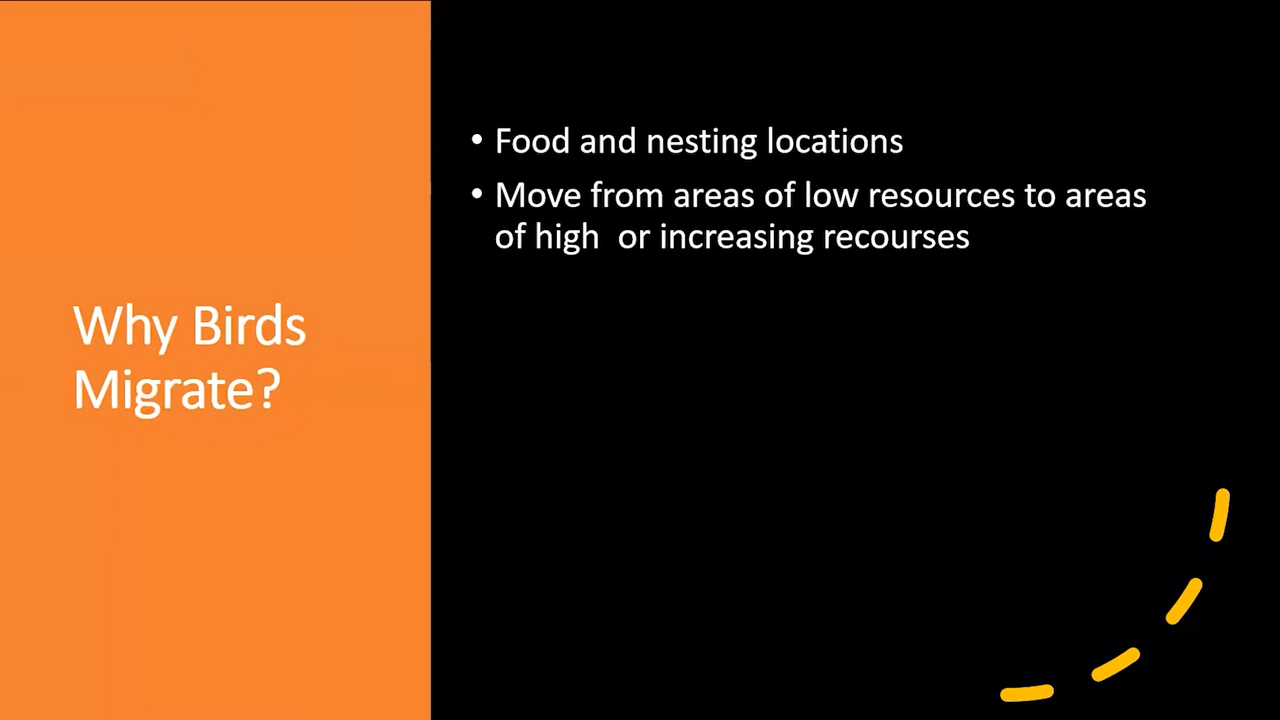 Why Birds
Migrate?
• Food and nesting locations
• Move from areas of low resources to areas
of high  or increasing recourses